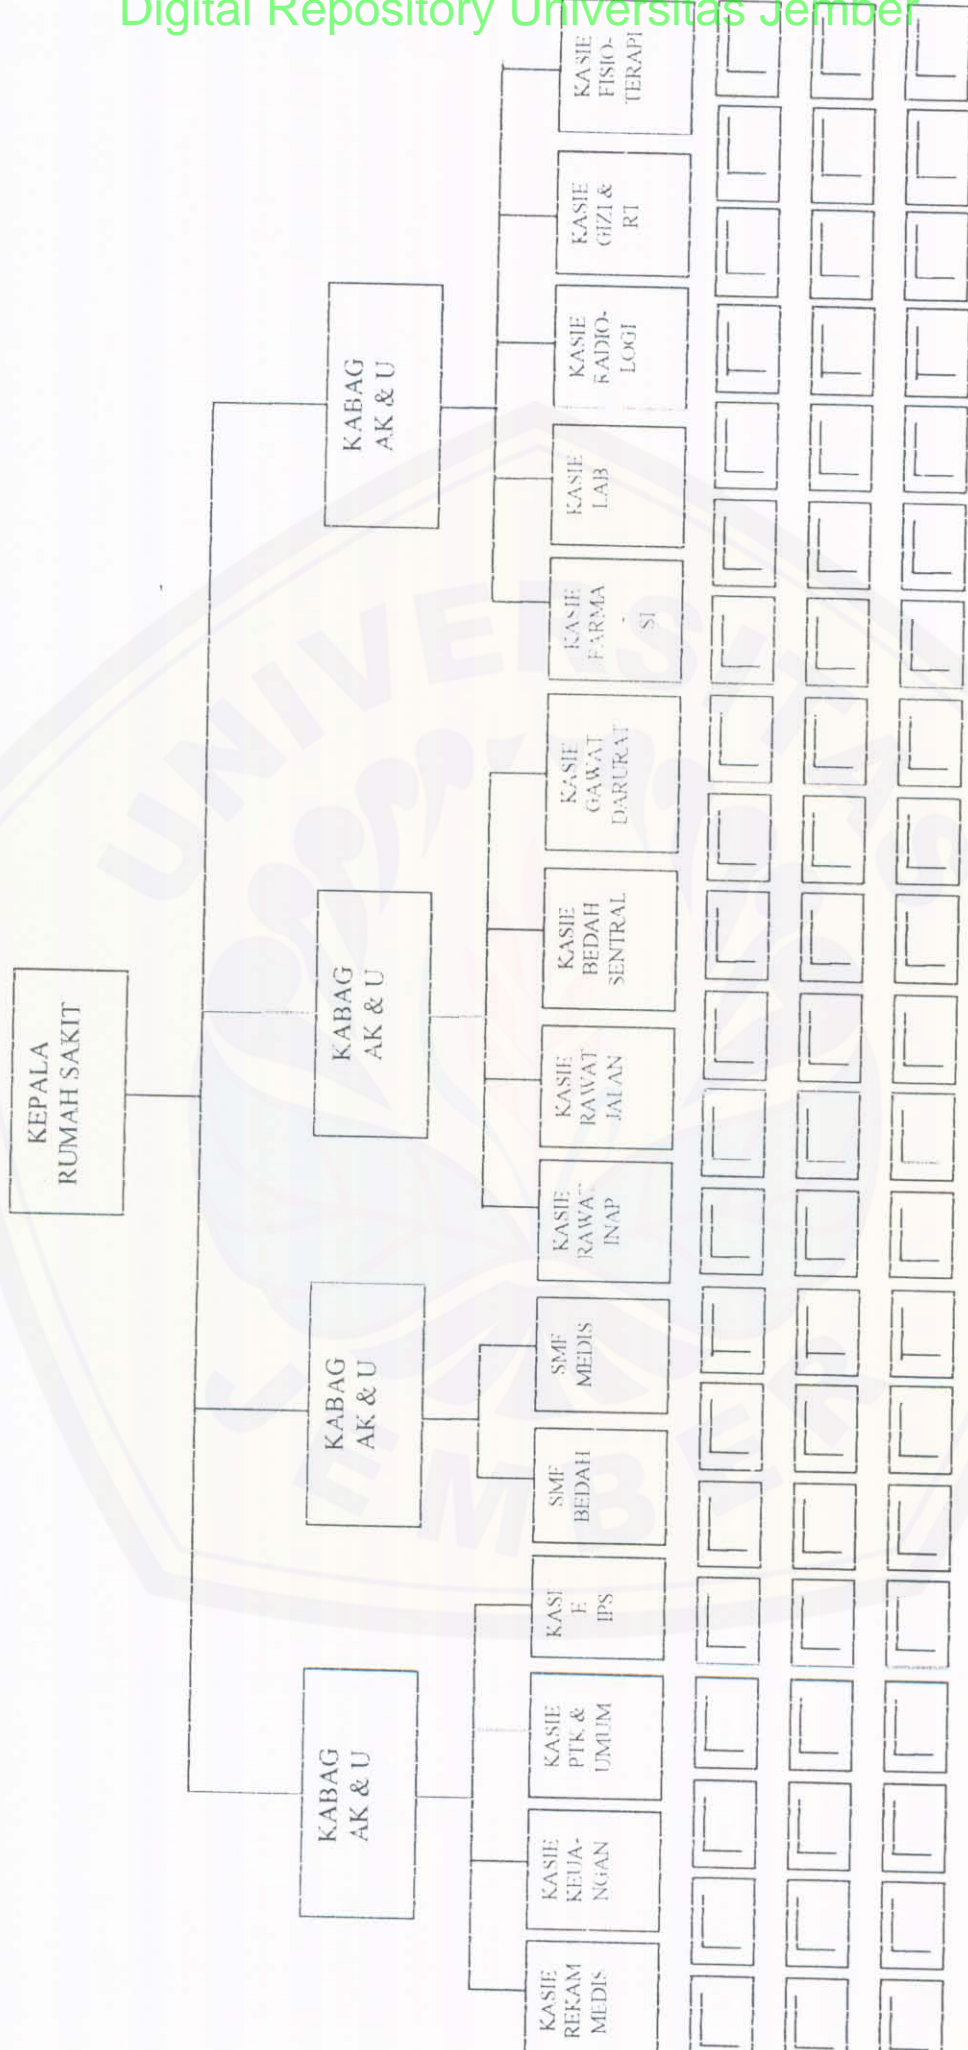 Digital Repository Universitas Jember
KEPALA
RUMAH SAKIT
KABAG
AK & U
KABAG
AK & U
KABAG
AK & U
KABAG
AK & U
KASIE
REKAM
MEDIS
KASIE
KEUA-
NGAN
KASIE
PTK &
UMUM
KASI
E
IPS
SMF
BEDAH
SMF
MEDIS
KASIE
RAWAT
INAP
KASIE
RAWAT
JALAN
KASIE
BEDAH
SENTRAL
KASIE
GAWAT
DARURAT
KASIE
FARMA
-
SI
KASIE
LAB
KASIE
RADIO-
LOGI
KASIE
GIZI &
RT
KASIE
FISIO-
TERAPI
UNIVERSITAS
JEMBER